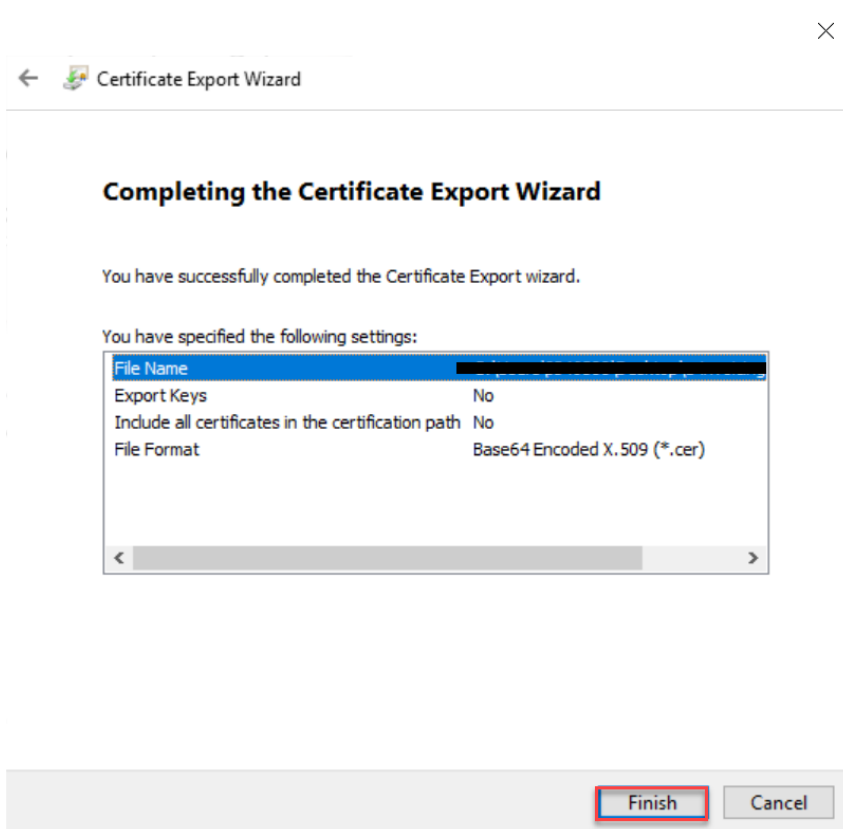 Certificate Export Wizard
Completing the Certificate Export Wizard
You have successfully completed the Certificate Export wizard.
You have specified the following settings:
File Name
Export Keys No
Include all certificates in the certification path No
File Format Base64 Encoded X.509 (*.cer)
Finish Cancel